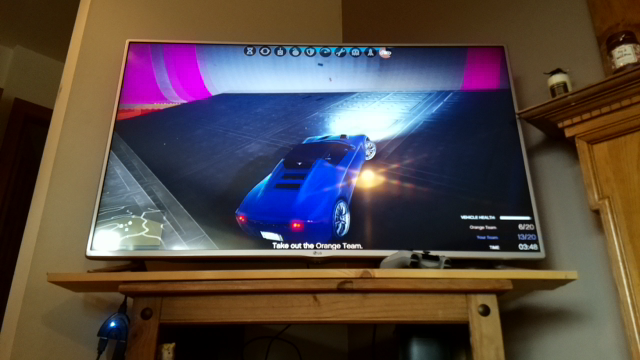 VEHICLE HEALTH
Orange Team 6/20
Your Team 13/20
TIME 03:48
Take out the Orange Team.
LG